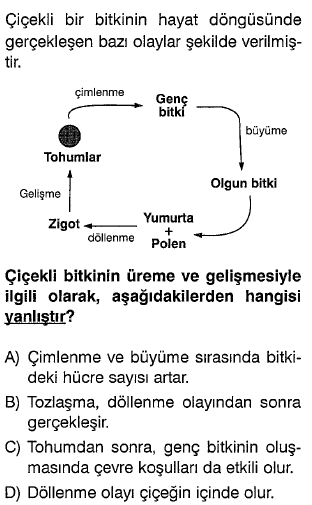 Çiçekli bir bitkinin hayat döngüsünde
gerçekleşen bazı olaylar şekilde verilmiş-
tir.
çimlenme
Genç
bitki
büyüme
Tohumlar
Olgun bitki
Gelişme
Zigot
döllenme
Yumurta
+
Polen
Çiçekli bitkinin üreme ve gelişmesiyle
ilgili olarak, aşağıdakilerden hangisi
yanlıştır?
A) Çimlenme ve büyüme sırasında bitki-
deki hücre sayısı artar.
B) Tozlaşma, döllenme olayından sonra
gerçekleşir.
C) Tohumdan sonra, genç bitkinin oluş-
masında çevre koşulları da etkili olur.
D) Döllenme olayı çiçeğin içinde olur.